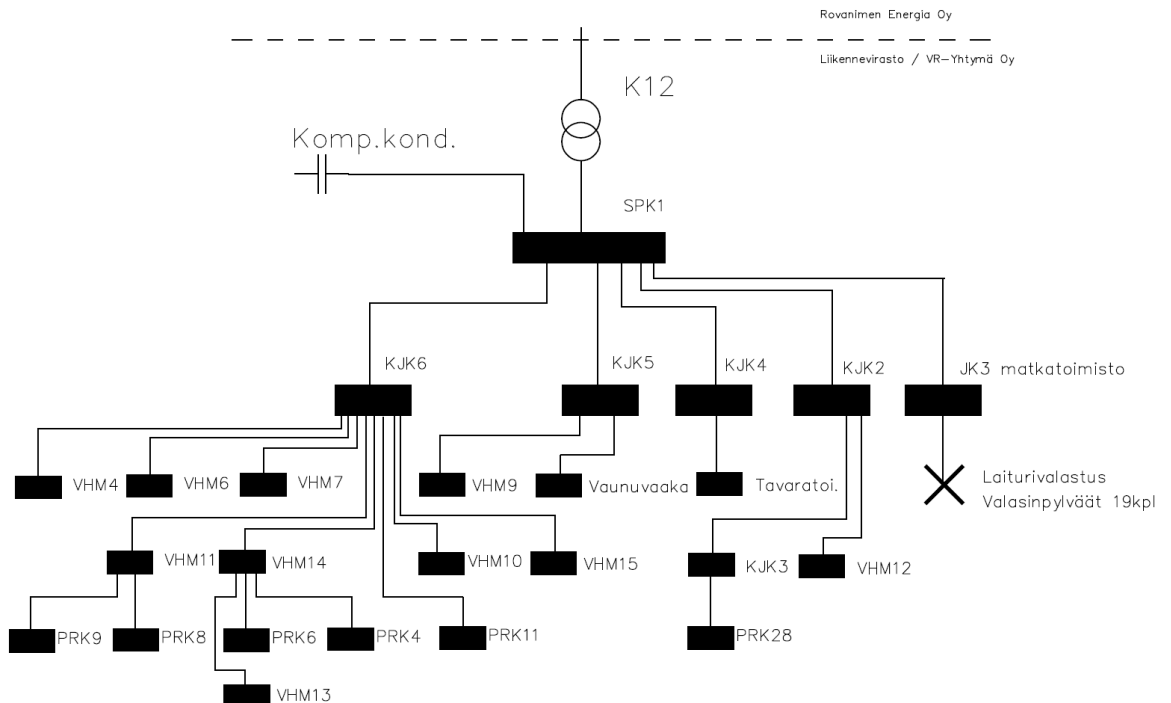 Rovanimen Energia Oy
Liikennevirasto / VR-Yhtymä Oy
K12
Komp.kond.
SPK1
KJK6
KJK5
KJK4
KJK2
JK3 matkatoimisto
VHM4
VHM6
VHM7
VHM9
Vaunuvaaka
Tavaratoi.
Laiturivalastus
Valasinpylväät 19kpl
VHM11
VHM14
VHM10
VHM15
KJK3
VHM12
PRK9
PRK8
PRK6
PRK4
PRK11
PRK28
VHM13